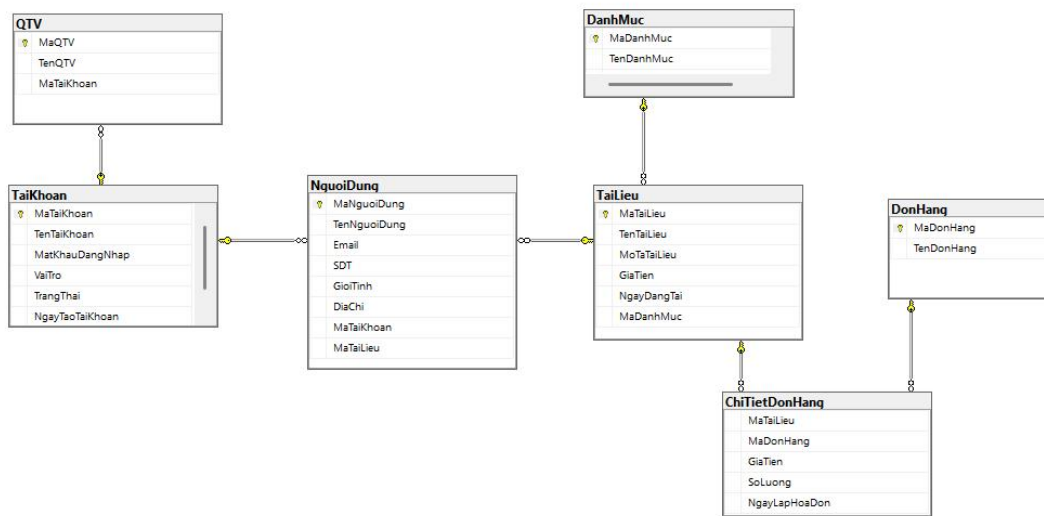 QTV
MaQTV
TenQTV
MaTaiKhoan
DanhMuc
MaDanhMuc
TenDanhMuc
TaiKhoan
MaTaiKhoan
TenTaiKhoan
MatKhauDangNhap
VaiTro
TrangThai
NgayTaoTaiKhoan
NguoiDung
MaNguoiDung
TenNguoiDung
Email
SDT
GioiTinh
DiaChi
MaTaiKhoan
MaTaiLieu
TaiLieu
MaTaiLieu
TenTaiLieu
MoTaTaiLieu
GiaTien
NgayDangTai
MaDanhMuc
DonHang
MaDonHang
TenDonHang
ChiTietDonHang
MaTaiLieu
MaDonHang
GiaTien
SoLuong
NgayLapHoaDon